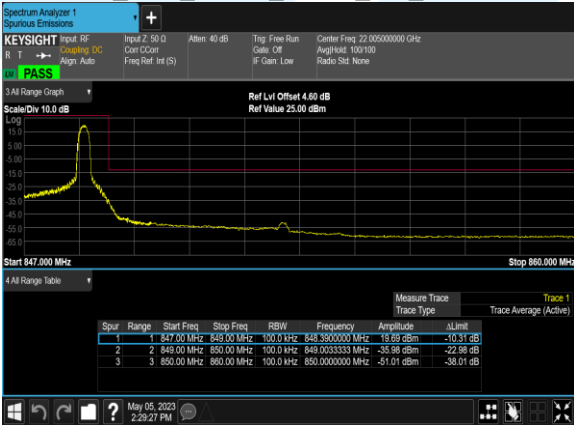 Spectrum Analyzer 1
Spurious Emissions
+
KEYSIGHT Input: RF Input Z: 50 Ω Atten: 40 dB Trig: Free Run Center Freq: 22.005000000 GHz
R T Coupling: DC Corr CCorr Gate: Off Avg|Hold: 100/100
Align: Auto Freq Ref: Int (S) IF Gain: Low Radio Std: None
LW PASS
3 All Range Graph
Ref Lvl Offset 4.60 dB
Scale/Div 10.0 dB Ref Value 25.00 dBm
Log
15.0
5.00
-5.00
-15.0
-25.0
-35.0
-45.0
-55.0
-65.0
Start 847.000 MHz Stop 860.000 MHz
4 All Range Table
Measure Trace Trace 1
Trace Type Trace Average (Active)
Spur Range Start Freq Stop Freq RBW Frequency Amplitude ΔLimit
1 1 847.00 MHz 849.00 MHz 100.0 kHz 848.3900000 MHz 19.69 dBm -10.31 dB
2 2 849.00 MHz 850.00 MHz 100.0 kHz 849.0033333 MHz -35.98 dBm -22.98 dB
3 3 850.00 MHz 860.00 MHz 100.0 kHz 850.0000000 MHz -51.01 dBm -38.01 dB
? May 05, 2023
2:29:27 PM